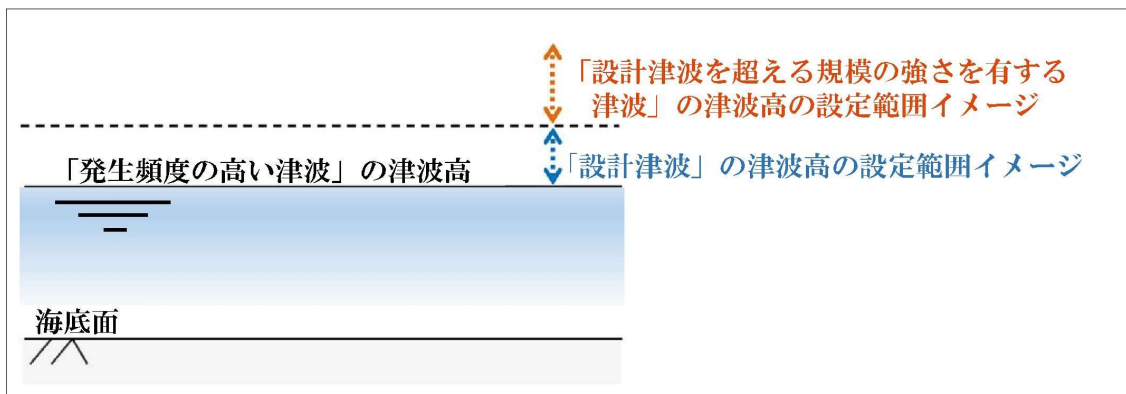 「設計津波を超える規模の強さを有する
津波」の津波高の設定範囲イメージ
「発生頻度の高い津波」の津波高
「設計津波」の津波高の設定範囲イメージ
海底面